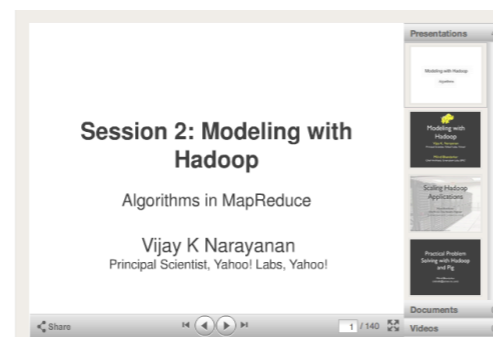 Session 2: Modeling with
Hadoop
Algorithms in MapReduce
Vijay K Narayanan
Principal Scientist, Yahoo! Labs, Yahoo!
Share
1 / 140
Presentations
Modeling with Hadoop
Modeling with
Hadoop
Scaling Hadoop
Applications
Practical Problem
Solving with Hadoop
and Pig
Documents
Videos